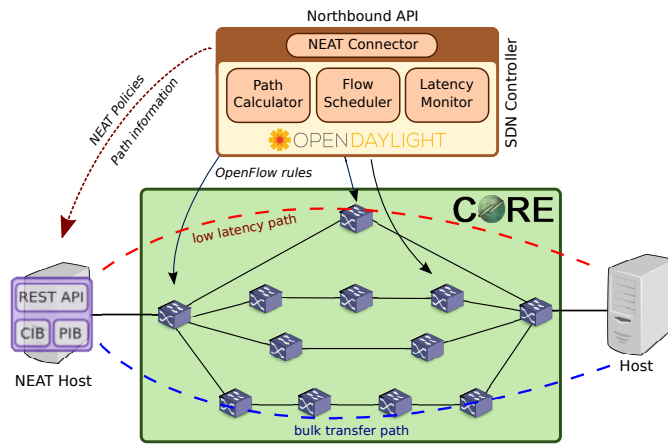 Northbound API
NEAT Connector
Path
Calculator
Flow
Scheduler
Latency
Monitor
OPENDAYLIGHT
SDN Controller
NEAT Policies
Path information
OpenFlow rules
CORE
low latency path
REST API
CIB
PIB
NEAT Host
Host
bulk transfer path